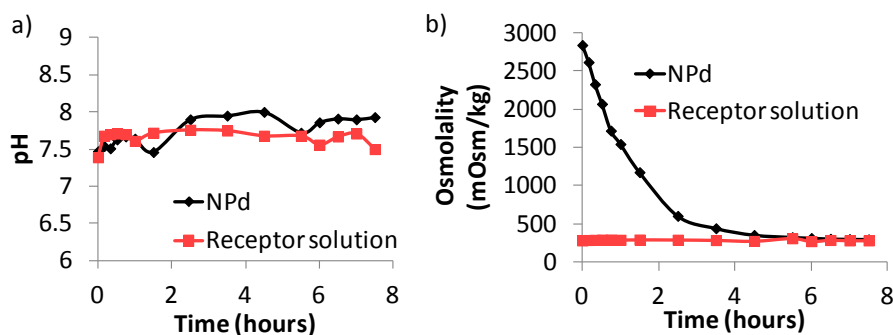 a)
9
8.5
8
7.5
7
6.5
6
pH
NPd
Receptor solution
0
2
4
6
8
Time (hours)
b)
3000
2500
2000
1500
1000
500
0
Osmolality
(mOsm/kg)
NPd
Receptor solution
0
2
4
6
8
Time (hours)